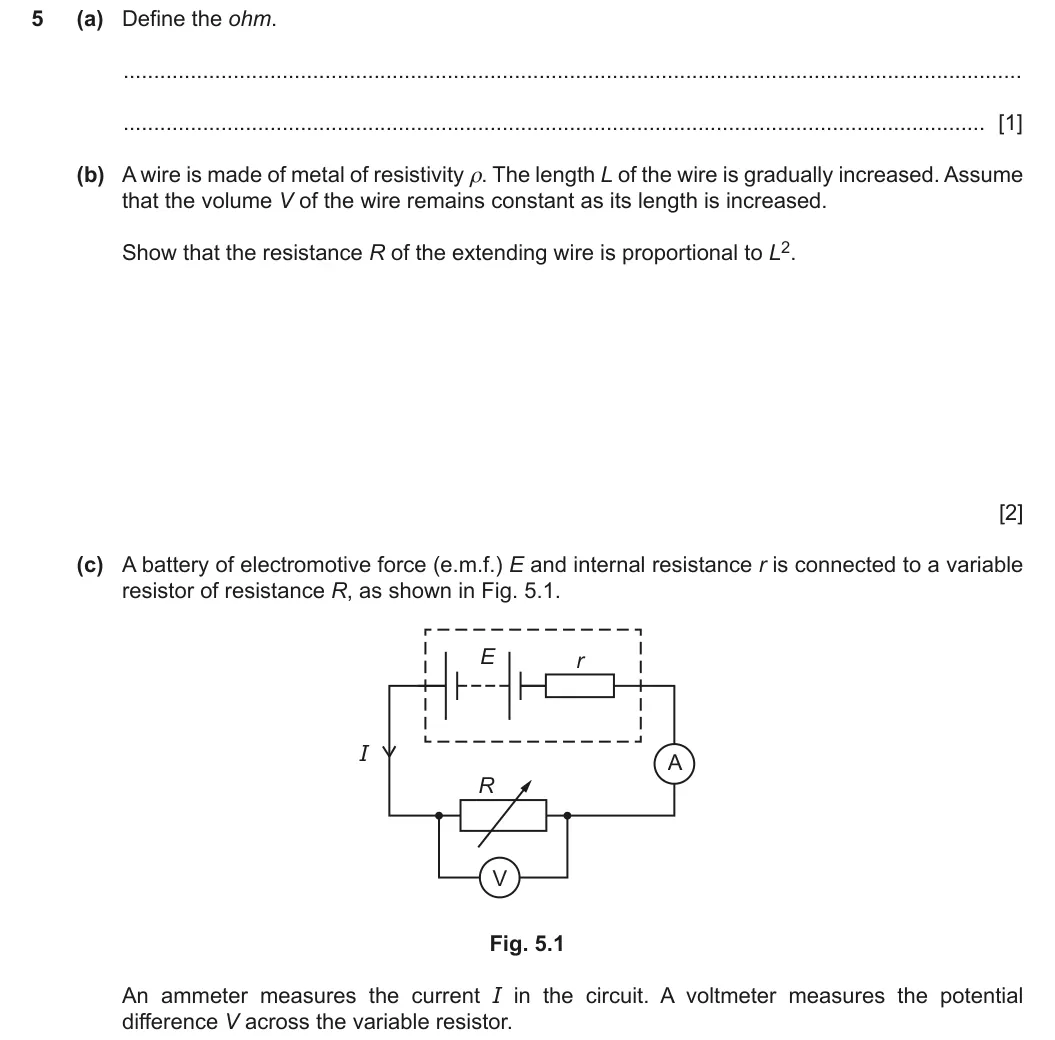 5 (a) Define the ohm.
.......................................................................................................................................................
................................................................................................................................................. [1]
(b) A wire is made of metal of resistivity ρ. The length L of the wire is gradually increased. Assume
that the volume V of the wire remains constant as its length is increased.
Show that the resistance R of the extending wire is proportional to L².
[2]
(c) A battery of electromotive force (e.m.f.) E and internal resistance r is connected to a variable
resistor of resistance R, as shown in Fig. 5.1.
E
r
I
A
R
V
Fig. 5.1
An ammeter measures the current I in the circuit. A voltmeter measures the potential
difference V across the variable resistor.